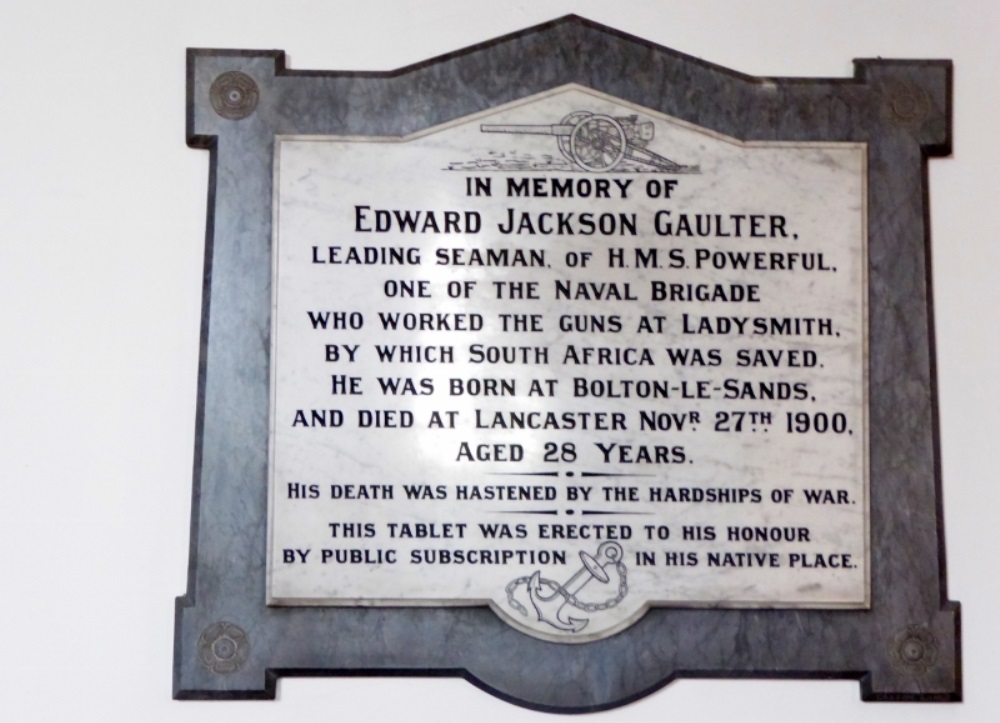 IN MEMORY OF
EDWARD JACKSON GAULTER,
LEADING SEAMAN, OF H.M.S. POWERFUL,
ONE OF THE NAVAL BRIGADE
WHO WORKED THE GUNS AT LADYSMITH,
BY WHICH SOUTH AFRICA WAS SAVED.
HE WAS BORN AT BOLTON-LE-SANDS,
AND DIED AT LANCASTER NOVR 27TH 1900,
AGED 28 YEARS.
HIS DEATH WAS HASTENED BY THE HARDSHIPS OF WAR.
THIS TABLET WAS ERECTED TO HIS HONOUR
BY PUBLIC SUBSCRIPTION IN HIS NATIVE PLACE.